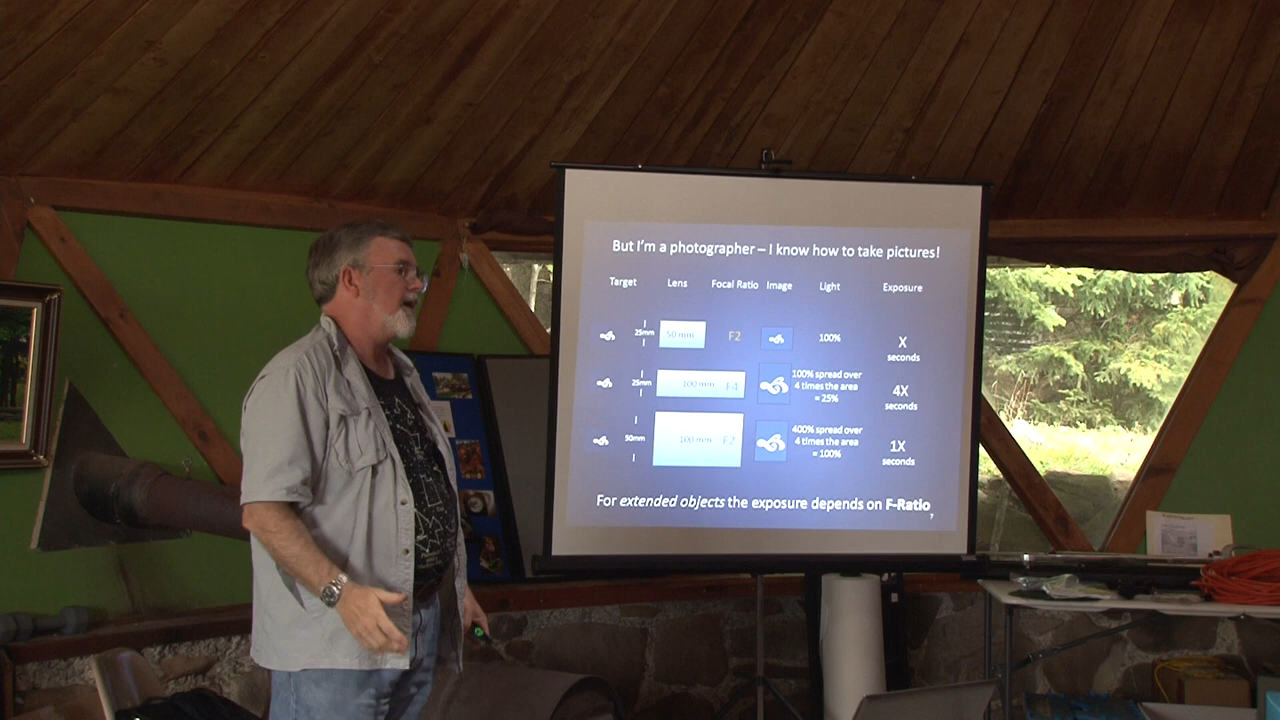 But I'm a photographer – I know how to take pictures!
Target Lens Focal Ratio Image Light Exposure
25mm 50 mm F2 100% X seconds
25mm 100 mm F4 100% spread over 4 times the area = 25% 4X seconds
50mm 100 mm F2 400% spread over 4 times the area = 100% 1X seconds
For extended objects the exposure depends on F-Ratio
7